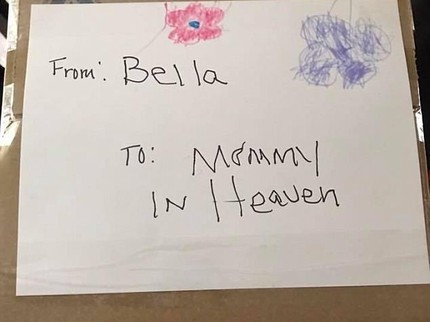 From: Bella
To: Mommy
IN Heaven